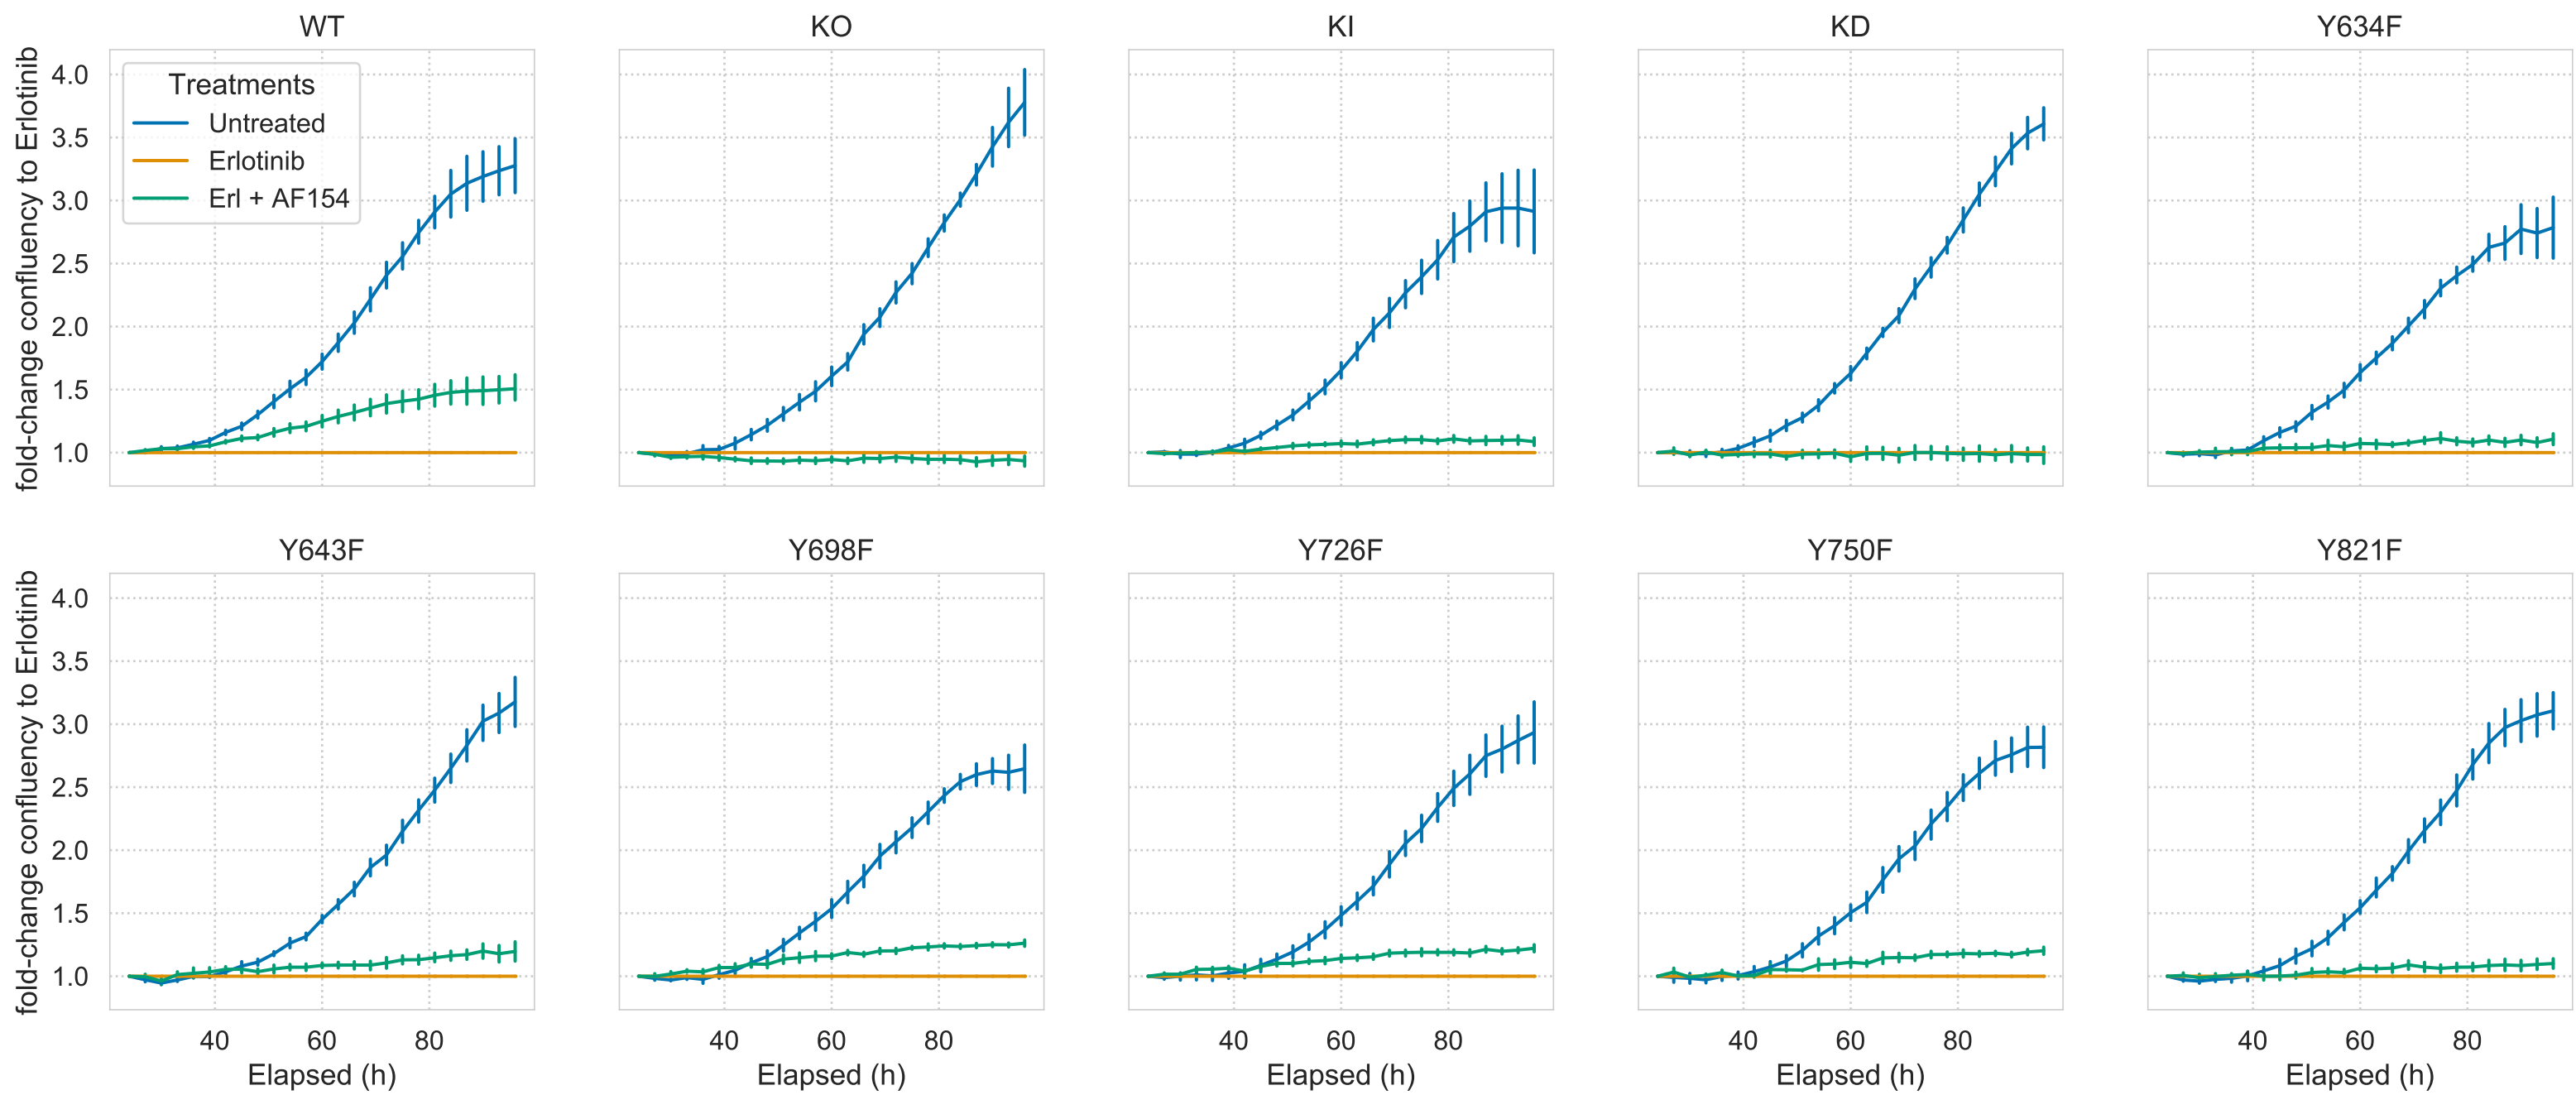 WT
KO
KI
KD
Y634F
fold-change confluency to Erlotinib
4.0
3.5
3.0
2.5
2.0
1.5
1.0
Treatments
Untreated
Erlotinib
Erl + AF154
Y643F
Y698F
Y726F
Y750F
Y821F
fold-change confluency to Erlotinib
4.0
3.5
3.0
2.5
2.0
1.5
1.0
40 60 80
40 60 80
40 60 80
40 60 80
40 60 80
Elapsed (h)
Elapsed (h)
Elapsed (h)
Elapsed (h)
Elapsed (h)